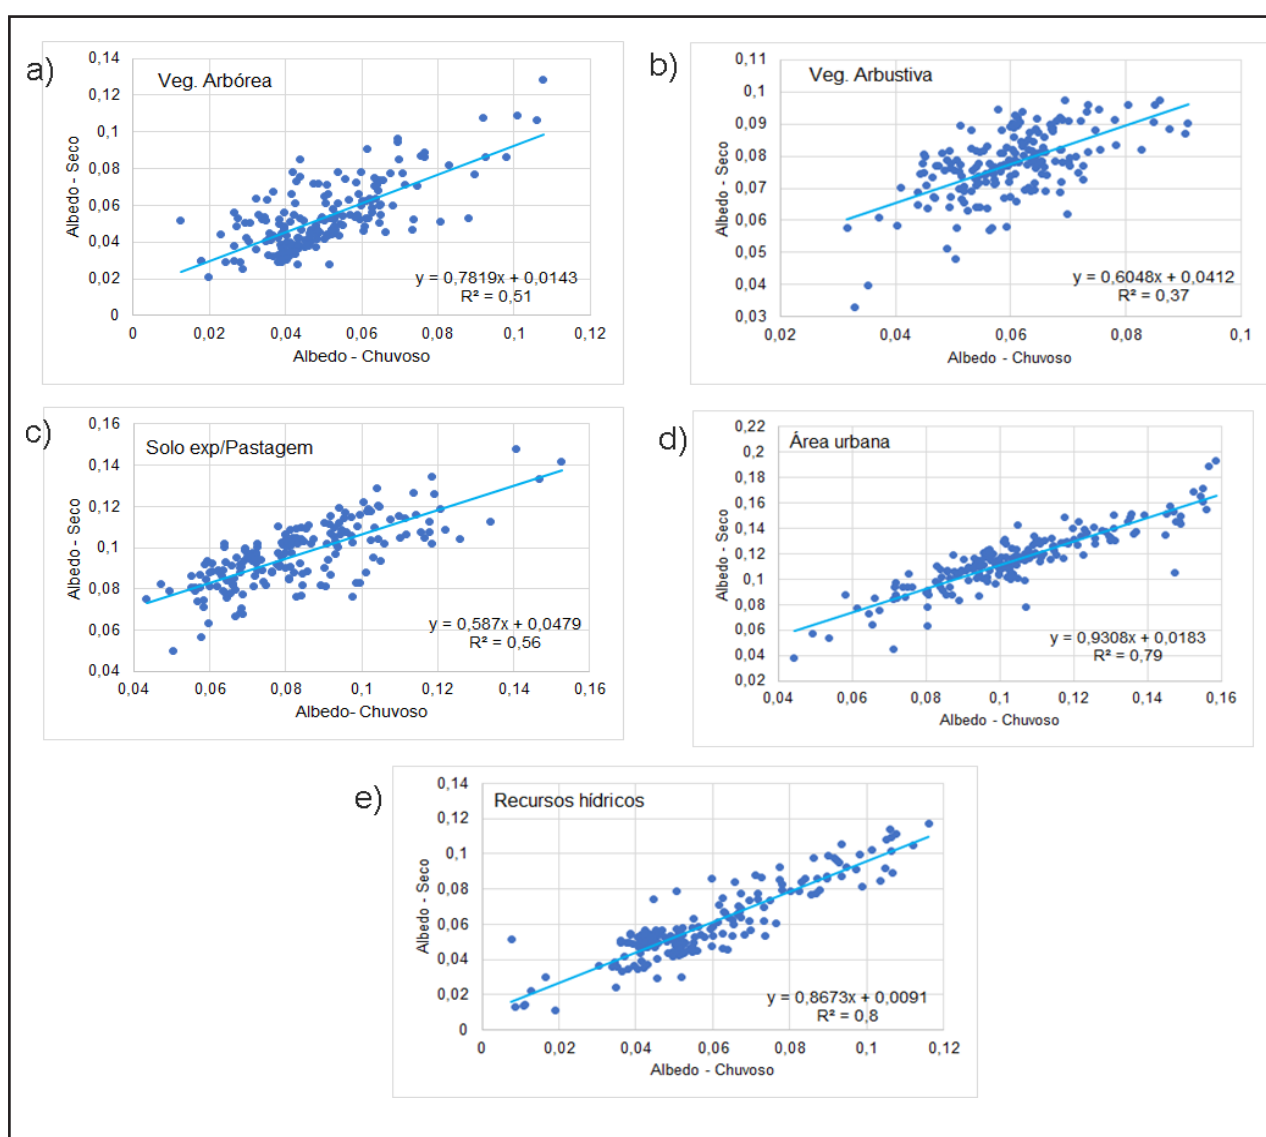 a)
Veg. Arbórea
Albedo - Seco
0,14
0,12
0,1
0,08
0,06
0,04
0,02
0
y = 0,7819x + 0,0143
R² = 0,51
0 0,02 0,04 0,06 0,08 0,1 0,12
Albedo - Chuvoso
b)
Veg. Arbustiva
Albedo - Seco
0,11
0,1
0,09
0,08
0,07
0,06
0,05
0,04
0,03
y = 0,6048x + 0,0412
R² = 0,37
0,02 0,04 0,06 0,08 0,1
Albedo - Chuvoso
c)
Solo exp/Pastagem
Albedo - Seco
0,16
0,14
0,12
0,1
0,08
0,06
0,04
y = 0,587x + 0,0479
R² = 0,56
0,04 0,06 0,08 0,1 0,12 0,14 0,16
Albedo- Chuvoso
d)
Área urbana
Albedo - Seco
0,22
0,2
0,18
0,16
0,14
0,12
0,1
0,08
0,06
0,04
0,02
y = 0,9308x + 0,0183
R² = 0,79
0,04 0,06 0,08 0,1 0,12 0,14 0,16
Albedo - Chuvoso
e)
Recursos hídricos
Albedo - Seco
0,14
0,12
0,1
0,08
0,06
0,04
0,02
0
y = 0,8673x + 0,0091
R² = 0,8
0 0,02 0,04 0,06 0,08 0,1 0,12
Albedo - Chuvoso